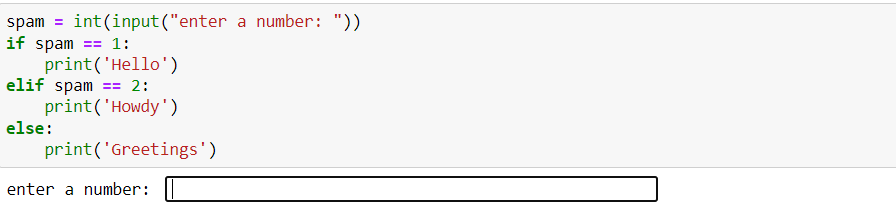 spam = int(input("enter a number: "))
if spam == 1:
    print('Hello')
elif spam == 2:
    print('Howdy')
else:
    print('Greetings')
enter a number: